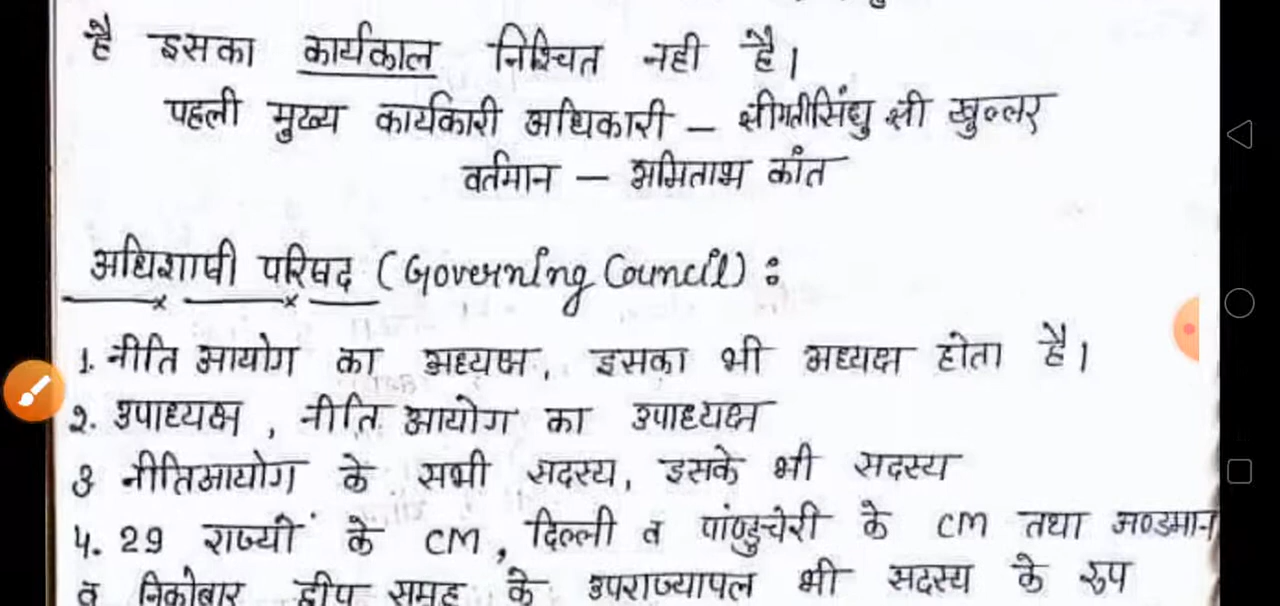 है इसका कार्यकाल निश्चित नही है।
पहली मुख्य कार्यकारी अधिकारी – श्रीमतीसिंधु श्री खुल्लर
वर्तमान – अमिताभ कांत
अधिशाषी परिषद (Governing Council) :
1. नीति आयोग का अध्यक्ष, इसका भी अध्यक्ष होता है।
2. उपाध्यक्ष, नीति आयोग का उपाध्यक्ष
3 नीतिआयोग के सभी सदस्य, इसके भी सदस्य
4. 29 राज्यों के CM, दिल्ली व पांण्डुचेरी के CM तथा अण्डमान
व निकोबार द्वीप समूह के उपराज्यापल भी सदस्य के रूप